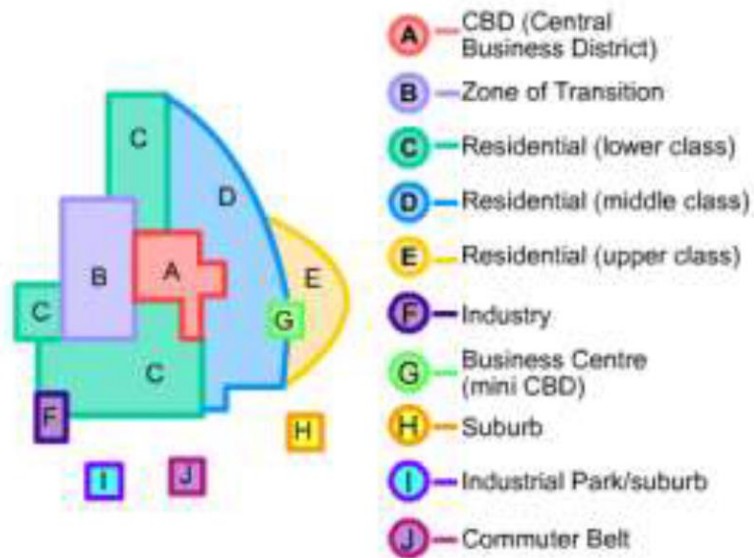 A CBD (Central
Business District)
B Zone of Transition
C Residential (lower class)
D Residential (middle class)
E Residential (upper class)
F Industry
G Business Centre
(mini CBD)
H Suburb
I Industrial Park/suburb
J Commuter Belt
C
D
B
A
E
C
G
C
F
H
I
J